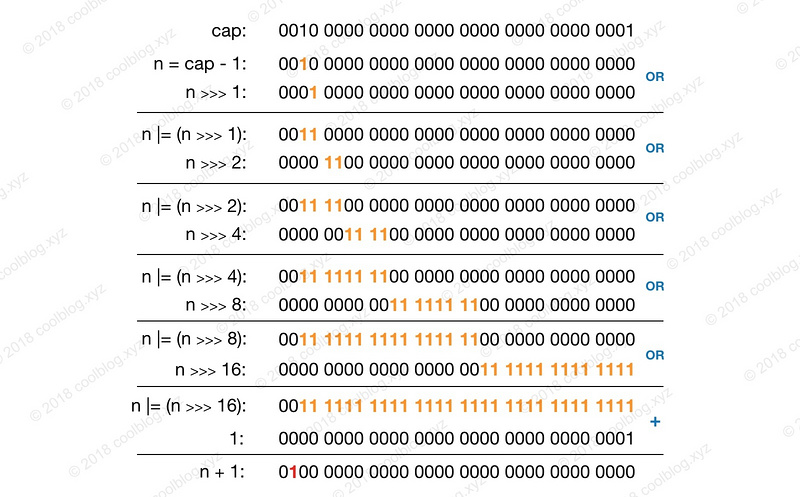 cap: 0010 0000 0000 0000 0000 0000 0000 0001
n = cap - 1: 0010 0000 0000 0000 0000 0000 0000 0000
OR
n >>> 1: 0001 0000 0000 0000 0000 0000 0000 0000
n |= (n >>> 1): 0011 0000 0000 0000 0000 0000 0000 0000
OR
n >>> 2: 0000 1100 0000 0000 0000 0000 0000 0000
n |= (n >>> 2): 0011 1100 0000 0000 0000 0000 0000 0000
OR
n >>> 4: 0000 0011 1100 0000 0000 0000 0000 0000
n |= (n >>> 4): 0011 1111 1100 0000 0000 0000 0000 0000
OR
n >>> 8: 0000 0000 0011 1111 1100 0000 0000 0000
n |= (n >>> 8): 0011 1111 1111 1111 1100 0000 0000 0000
OR
n >>> 16: 0000 0000 0000 0000 0011 1111 1111 1111
n |= (n >>> 16): 0011 1111 1111 1111 1111 1111 1111 1111
+
1: 0000 0000 0000 0000 0000 0000 0000 0001
n + 1: 0100 0000 0000 0000 0000 0000 0000 0000
© 2018 coolblog.xyz